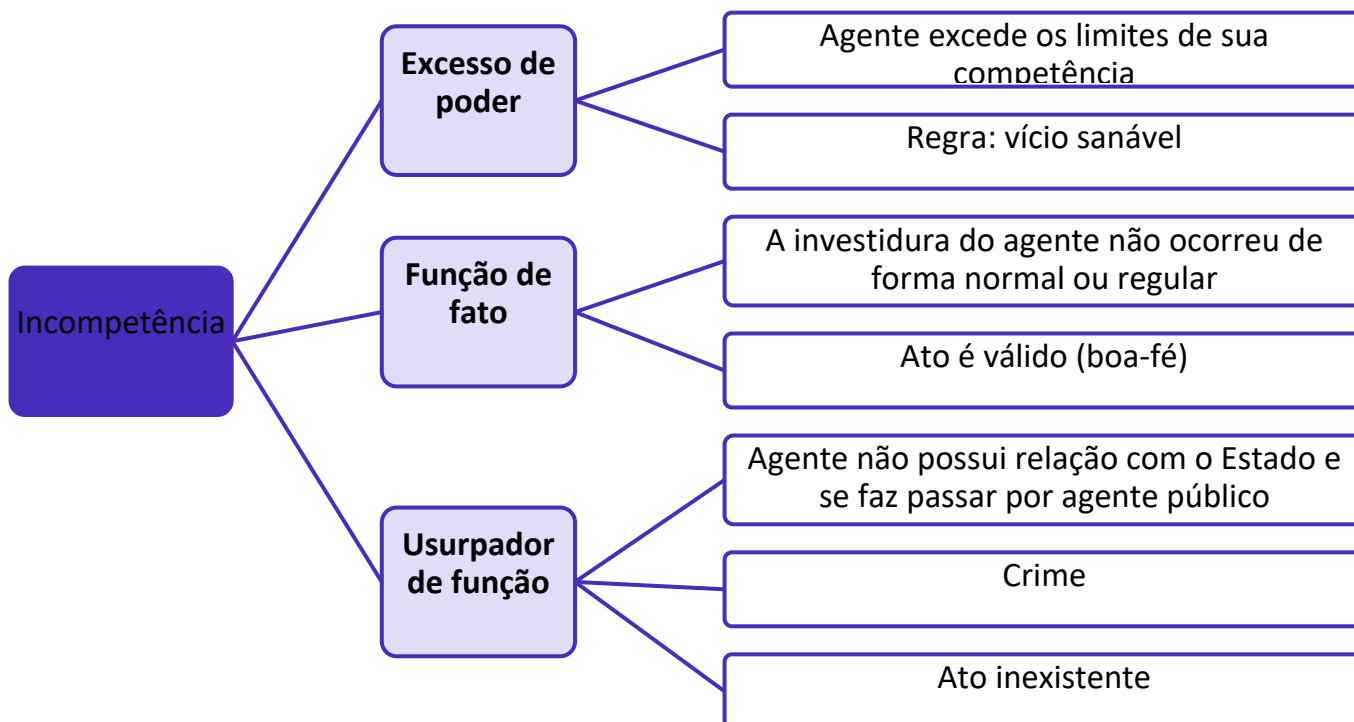 Incompetência
Excesso de
poder
Agente excede os limites de sua
competência
Regra: vício sanável
Função de
fato
A investidura do agente não ocorreu de
forma normal ou regular
Ato é válido (boa-fé)
Usurpador
de função
Agente não possui relação com o Estado e
se faz passar por agente público
Crime
Ato inexistente